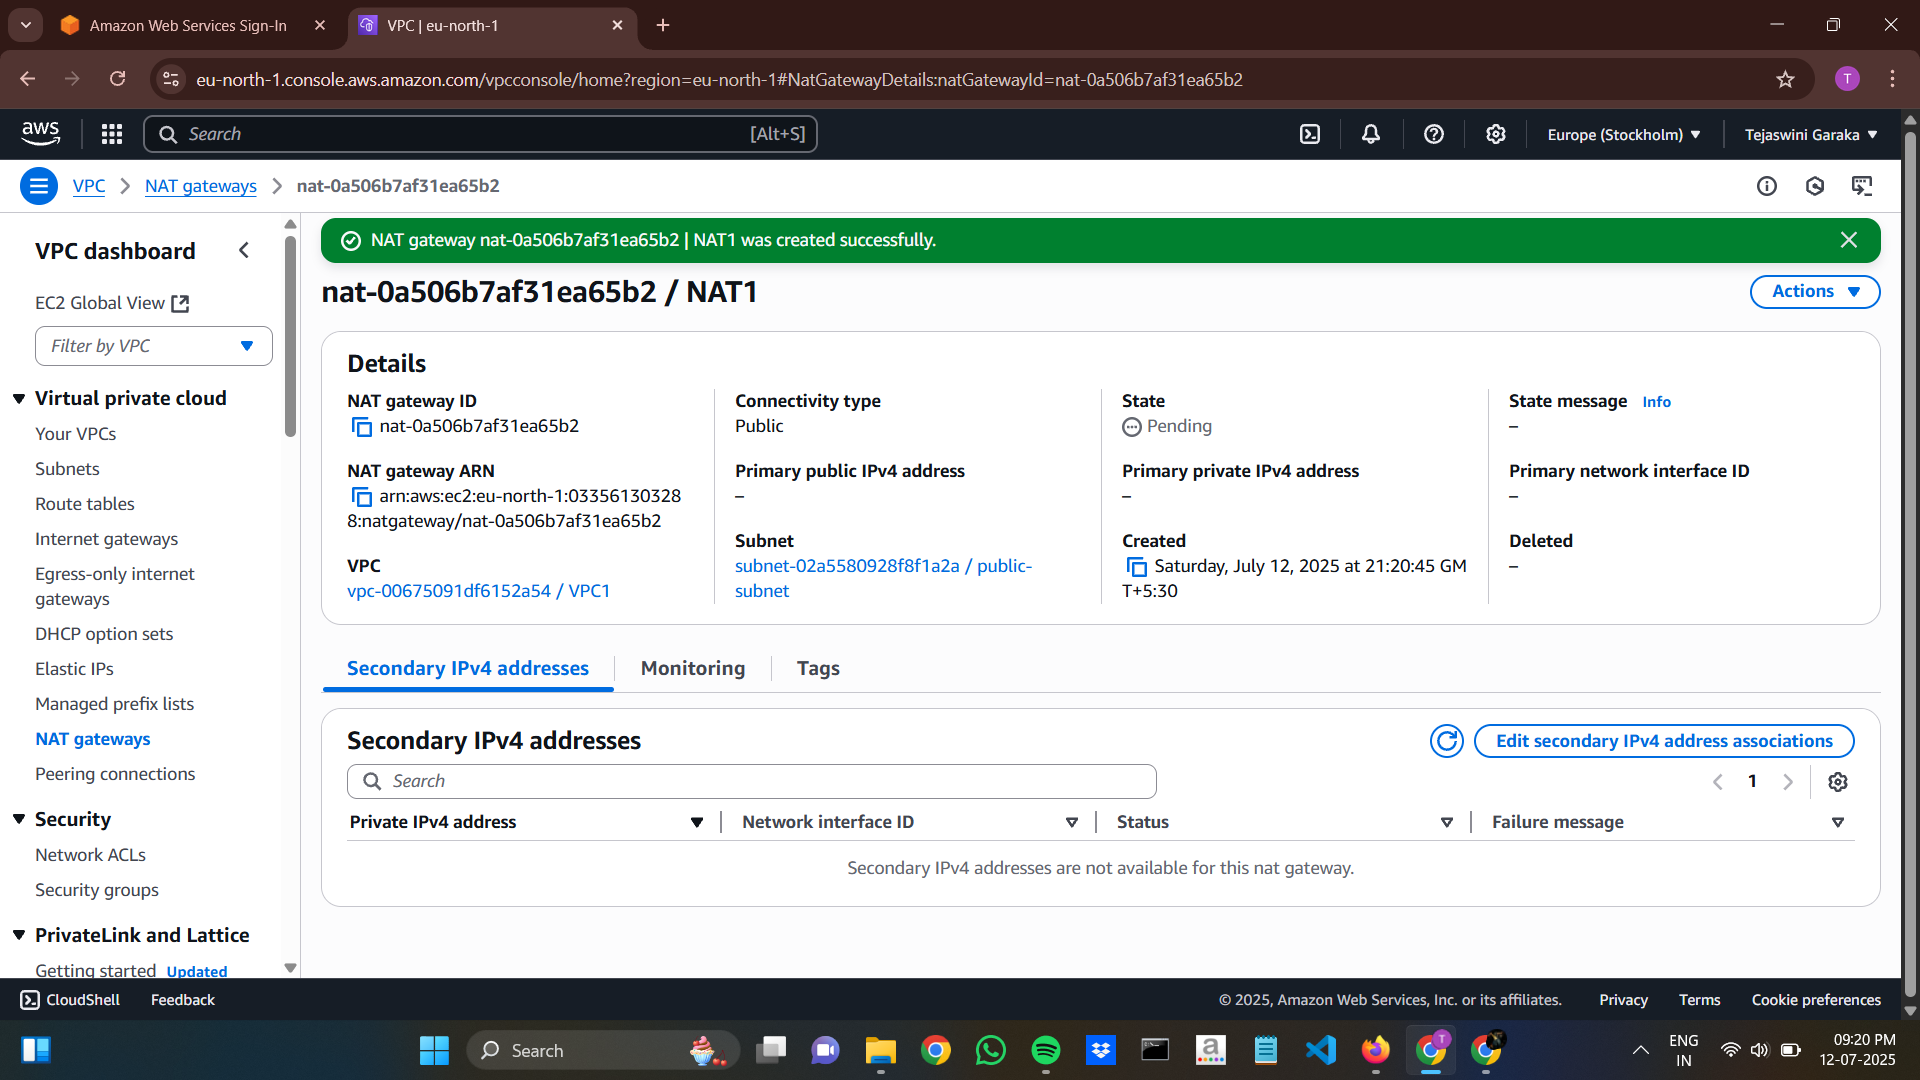 Amazon Web Services Sign-In
VPC | eu-north-1
eu-north-1.console.aws.amazon.com/vpcconsole/home?region=eu-north-1#NatGatewayDetails:natGatewayId=nat-0a506b7af31ea65b2
T
aws
Search
[Alt+S]
Europe (Stockholm)
Tejaswini Garaka
VPC
NAT gateways
nat-0a506b7af31ea65b2
VPC dashboard
EC2 Global View
Filter by VPC
Virtual private cloud
Your VPCs
Subnets
Route tables
Internet gateways
Egress-only internet
gateways
DHCP option sets
Elastic IPs
Managed prefix lists
NAT gateways
Peering connections
Security
Network ACLs
Security groups
PrivateLink and Lattice
Getting started Updated
NAT gateway nat-0a506b7af31ea65b2 | NAT1 was created successfully.
nat-0a506b7af31ea65b2 / NAT1
Actions
Details
NAT gateway ID
nat-0a506b7af31ea65b2
NAT gateway ARN
arn:aws:ec2:eu-north-1:03356130328
8:natgateway/nat-0a506b7af31ea65b2
VPC
vpc-00675091df6152a54 / VPC1
Connectivity type
Public
Primary public IPv4 address
–
Subnet
subnet-02a5580928f8f1a2a / public-
subnet
State
Pending
Primary private IPv4 address
–
Created
Saturday, July 12, 2025 at 21:20:45 GM
T+5:30
State message Info
–
Primary network interface ID
–
Deleted
–
Secondary IPv4 addresses
Monitoring
Tags
Secondary IPv4 addresses
Edit secondary IPv4 address associations
Search
1
Private IPv4 address
Network interface ID
Status
Failure message
Secondary IPv4 addresses are not available for this nat gateway.
CloudShell
Feedback
© 2025, Amazon Web Services, Inc. or its affiliates.
Privacy
Terms
Cookie preferences
Search
a
T
ENG
IN
09:20 PM
12-07-2025